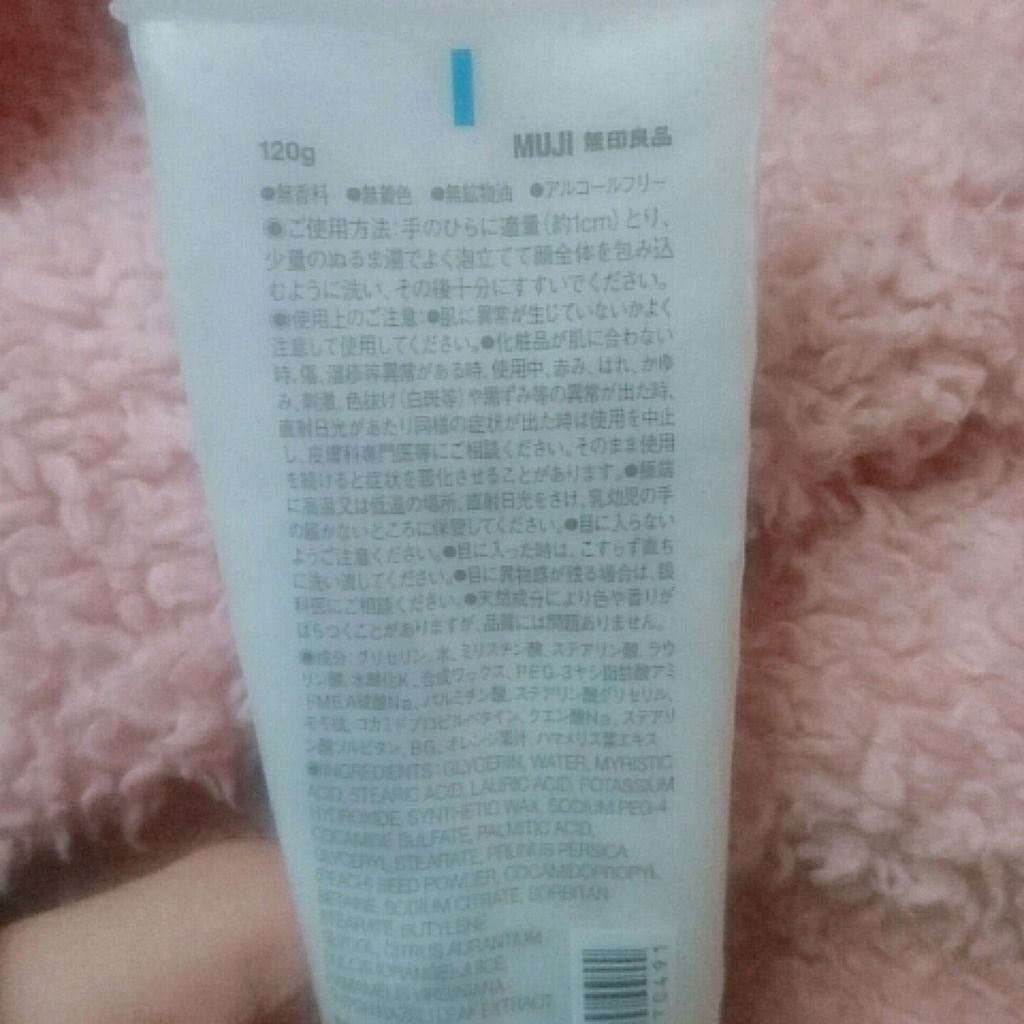 120g MUJI 無印良品
●無香料 ●無着色 ●無鉱物油 ●アルコールフリー
◉ご使用方法:手のひらに適量(約1cm)とり、
少量のぬるま湯でよく泡立てて顔全体を包み込
むように洗い、その後十分にすすいでください。
◉使用上のご注意:●肌に異常が生じていないかよく
注意して使用してください。●化粧品が肌に合わない
時、傷、湿疹等異常がある時、使用中、赤み、はれ、かゆ
み、刺激、色抜け(白斑等)や黒ずみ等の異常が出た時、
直射日光があたり同様の症状が出た時は使用を中止
し、皮膚科専門医等にご相談ください。そのまま使用
を続けると症状を悪化させることがあります。●極端
に高温又は低温の場所、直射日光をさけ、乳幼児の手
の届かないところに保管してください。●目に入らない
ようご注意ください。●目に入った時は、こすらず直ち
に洗い流してください。●目に異物感が残る場合は、眼
科医にご相談ください。●天然成分により色や香りが
ばらつくことがありますが、品質には問題ありません。
◉成分:グリセリン、水、ミリスチン酸、ステアリン酸、ラウ
リン酸、水酸化K、合成ワックス、PEG-3ヤシ脂肪酸アミ
ドMEA硫酸Na、パルミチン酸、ステアリン酸グリセリル、
モモ核、コカミドプロピルベタイン、クエン酸Na、ステアリ
ン酸ソルビタン、BG、オレンジ果汁、ハマメリス葉エキス
◉INGREDIENTS:GLYCERIN, WATER, MYRISTIC
ACID, STEARIC ACID, LAURIC ACID, POTASSIUM
HYDROXIDE, SYNTHETIC WAX, SODIUM PEG-4
COCAMIDE SULFATE, PALMITIC ACID,
GLYCERYL STEARATE, PRUNUS PERSICA
(PEACH) SEED POWDER, COCAMIDOPROPYL
BETAINE, SODIUM CITRATE, SORBITAN
STEARATE, BUTYLENE
GLYCOL, CITRUS AURANTIUM
DULCIS (ORANGE) JUICE,
HAMAMELIS VIRGINIANA
(WITCH HAZEL) LEAF EXTRACT
70491